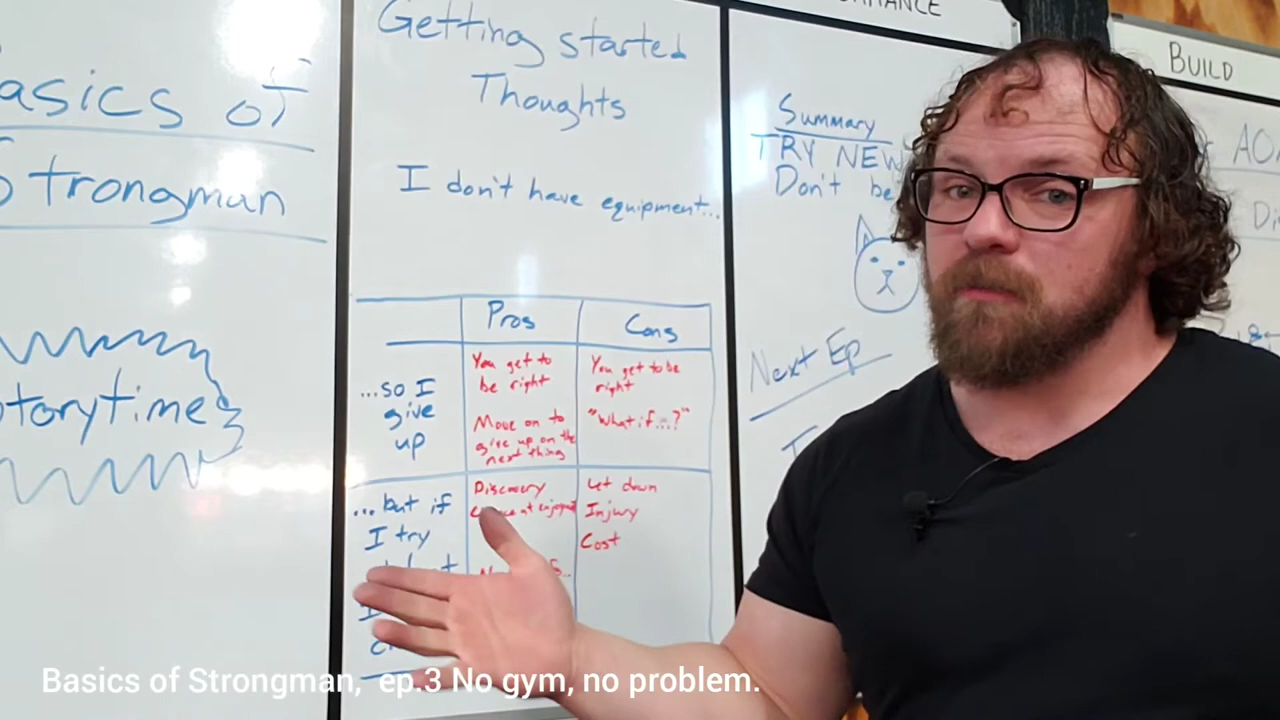 asics of
Strongman
torytime
Getting started
Thoughts
I don't have equipment...
Pros
Cons
...so I
give
up
You get to
be right
Move on to
give up on the
next thing
You get to be
right
"What if...?"
...but if
I try
Discovery
at
Let down
Injury
Cost
Summary
TRY NEW
Don't be
Next Ep
BUILD
Basics of Strongman, ep.3 No gym, no problem.